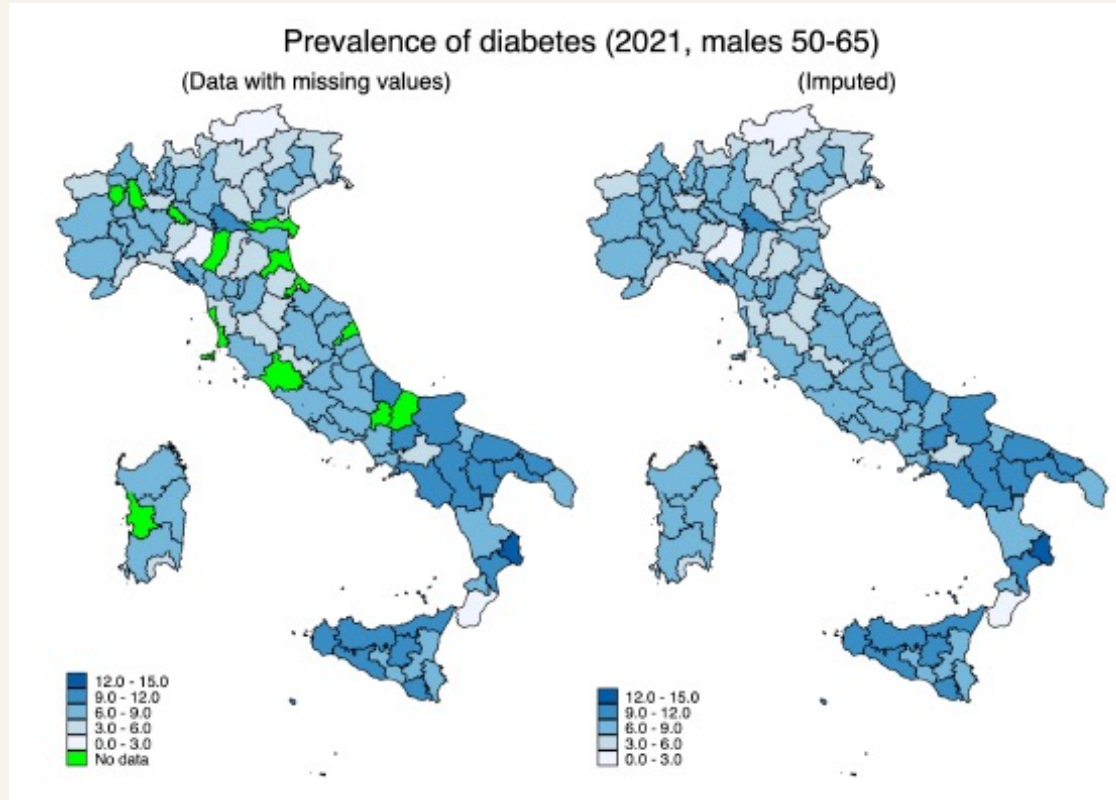 Prevalence of diabetes (2021, males 50-65)
(Data with missing values)
(Imputed)
12.0 - 15.0
9.0 - 12.0
6.0 - 9.0
3.0 - 6.0
0.0 - 3.0
No data
12.0 - 15.0
9.0 - 12.0
6.0 - 9.0
3.0 - 6.0
0.0 - 3.0